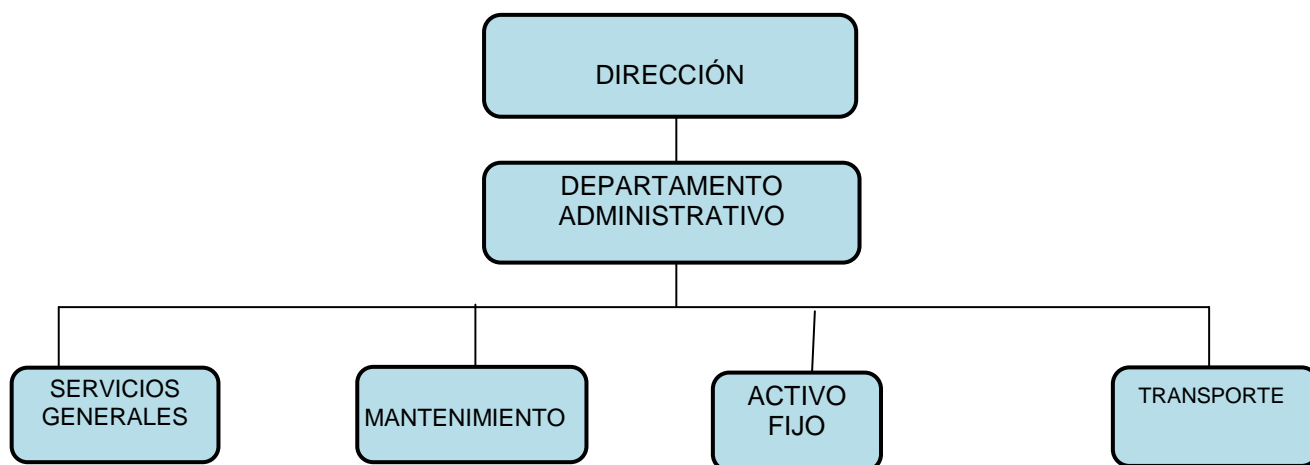 DIRECCIÓN
DEPARTAMENTO
ADMINISTRATIVO
SERVICIOS
GENERALES
MANTENIMIENTO
ACTIVO
FIJO
TRANSPORTE